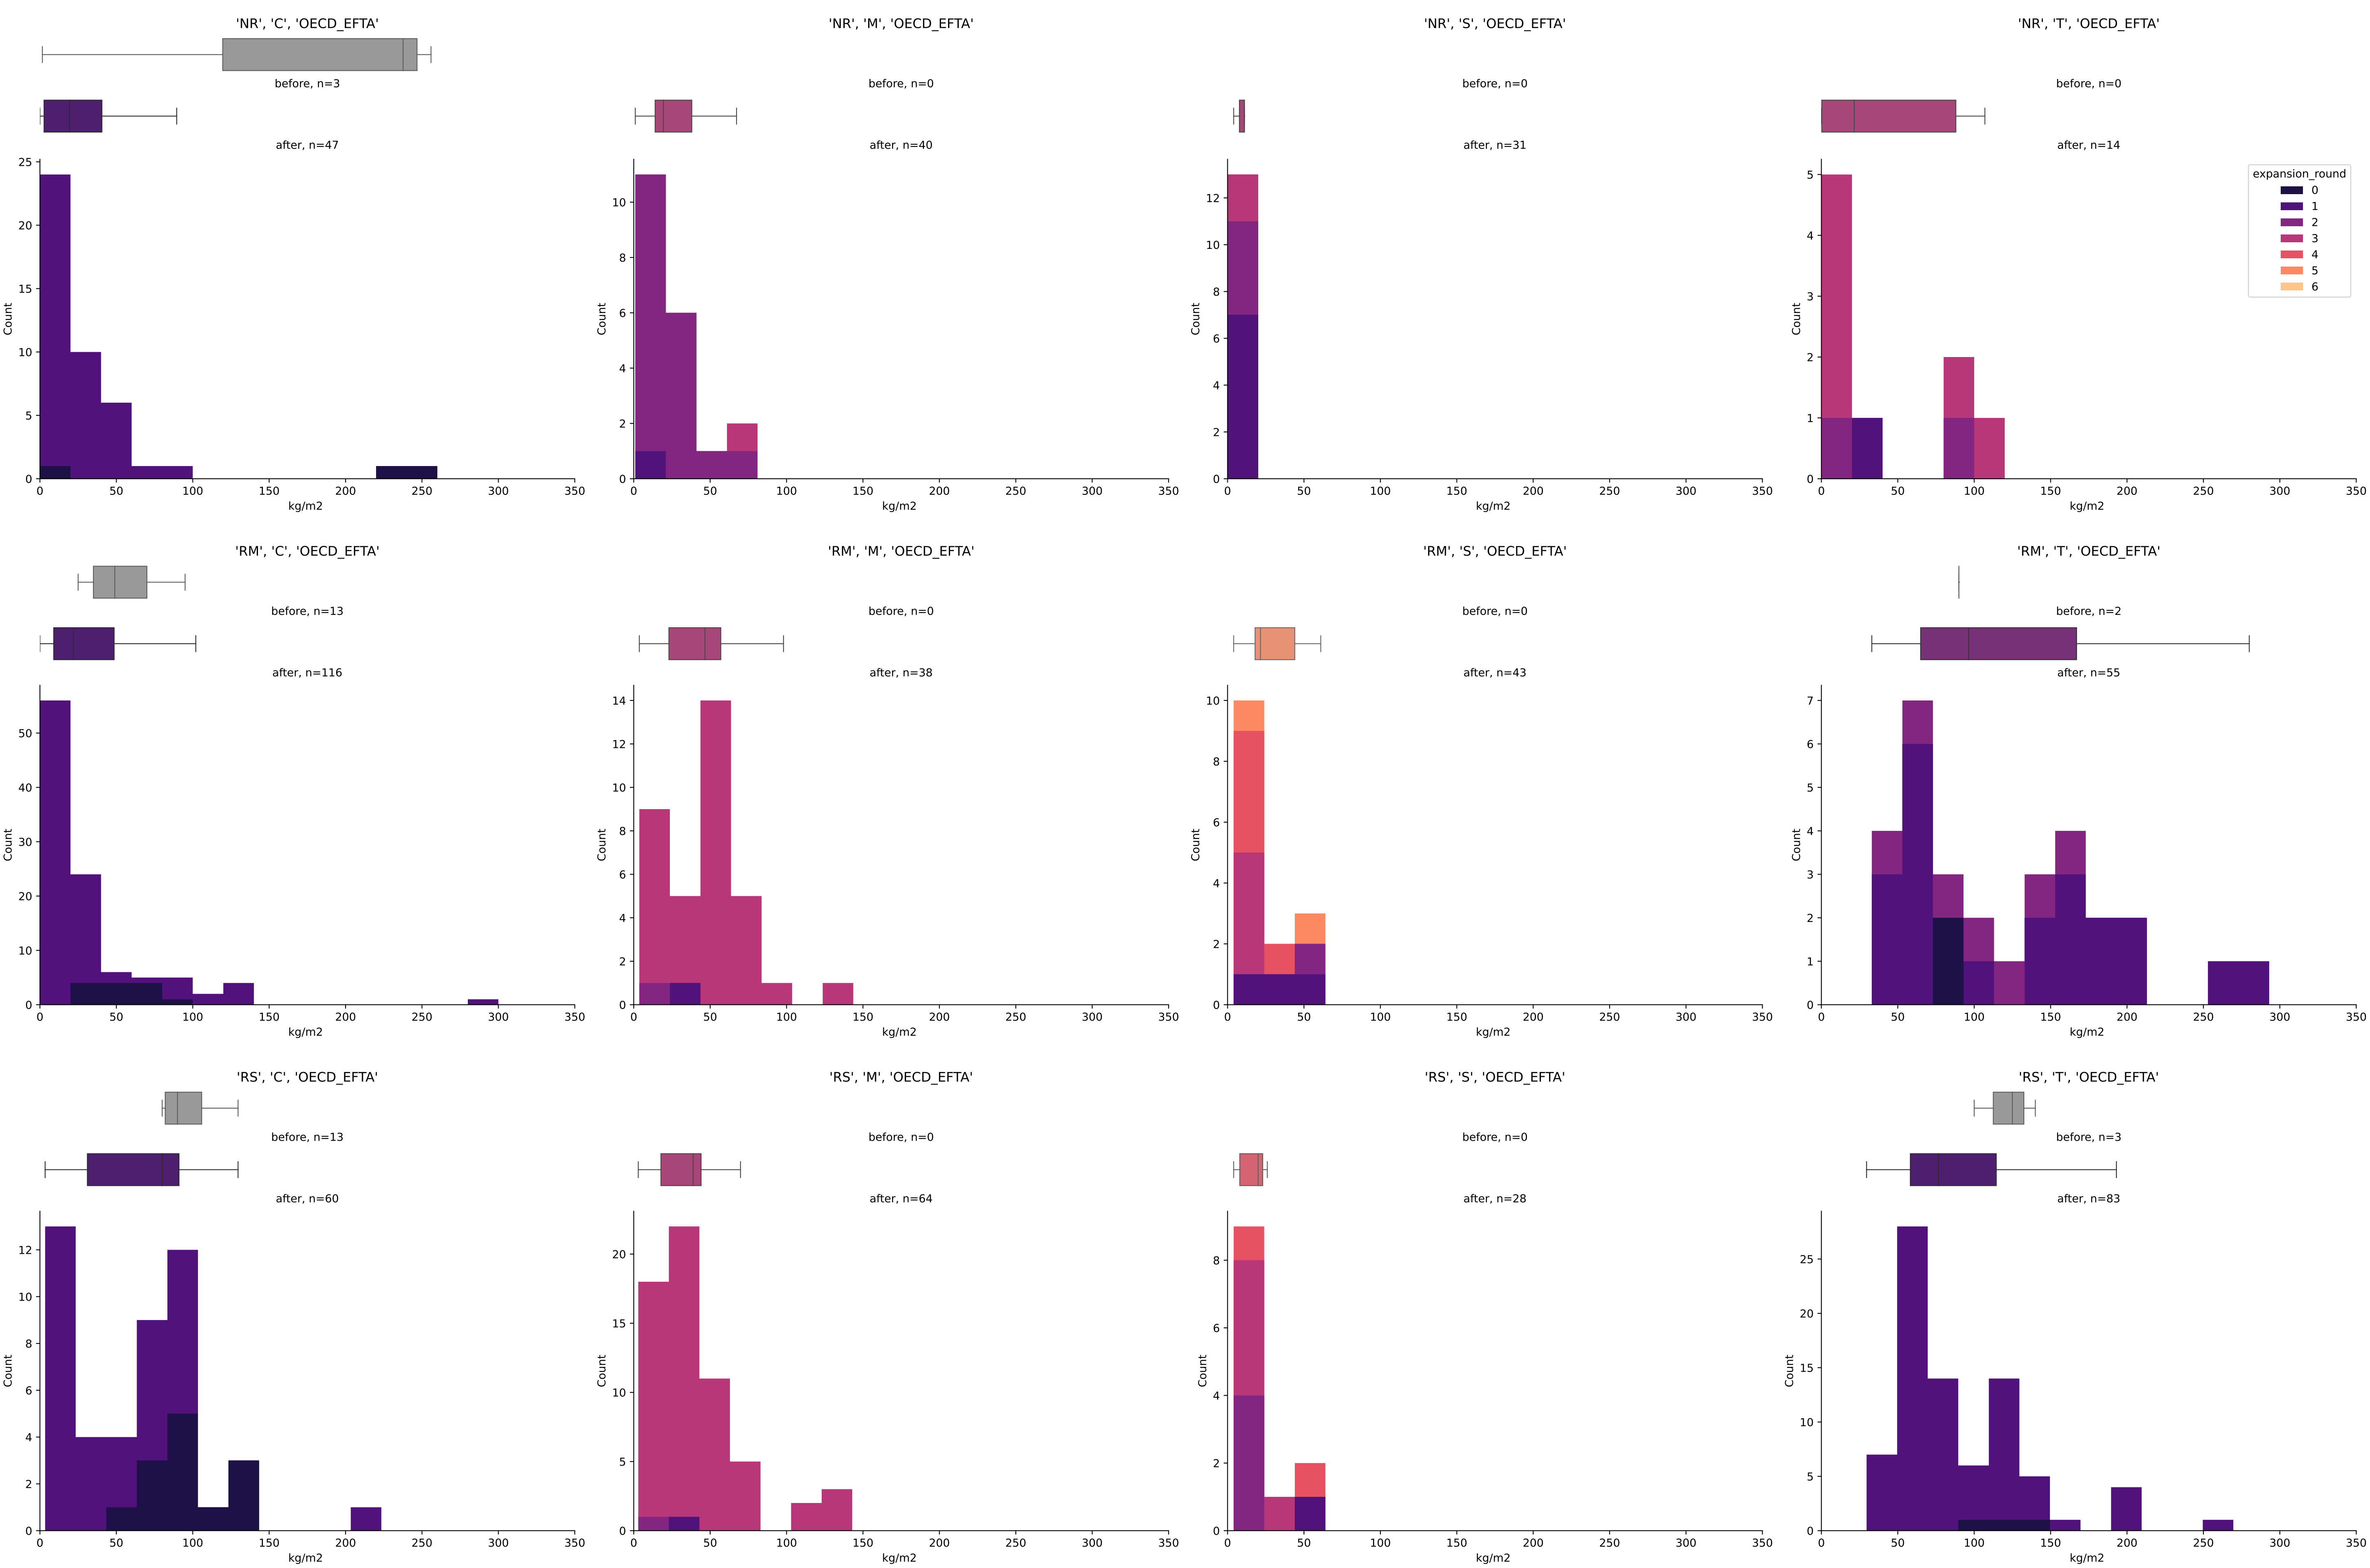 'NR', 'C', 'OECD_EFTA'
before, n=3
after, n=47
25
20
15
10
5
0
Count
0 50 100 150 200 250 300 350
kg/m2
'NR', 'M', 'OECD_EFTA'
before, n=0
after, n=40
10
8
6
4
2
0
Count
0 50 100 150 200 250 300 350
kg/m2
'NR', 'S', 'OECD_EFTA'
before, n=0
after, n=31
12
10
8
6
4
2
0
Count
0 50 100 150 200 250 300 350
kg/m2
'NR', 'T', 'OECD_EFTA'
before, n=0
after, n=14
5
4
3
2
1
0
Count
expansion_round
0
1
2
3
4
5
6
0 50 100 150 200 250 300 350
kg/m2
'RM', 'C', 'OECD_EFTA'
before, n=13
after, n=116
50
40
30
20
10
0
Count
0 50 100 150 200 250 300 350
kg/m2
'RM', 'M', 'OECD_EFTA'
before, n=0
after, n=38
14
12
10
8
6
4
2
0
Count
0 50 100 150 200 250 300 350
kg/m2
'RM', 'S', 'OECD_EFTA'
before, n=0
after, n=43
10
8
6
4
2
0
Count
0 50 100 150 200 250 300 350
kg/m2
'RM', 'T', 'OECD_EFTA'
before, n=2
after, n=55
7
6
5
4
3
2
1
0
Count
0 50 100 150 200 250 300 350
kg/m2
'RS', 'C', 'OECD_EFTA'
before, n=13
after, n=60
12
10
8
6
4
2
0
Count
0 50 100 150 200 250 300 350
kg/m2
'RS', 'M', 'OECD_EFTA'
before, n=0
after, n=64
20
15
10
5
0
Count
0 50 100 150 200 250 300 350
kg/m2
'RS', 'S', 'OECD_EFTA'
before, n=0
after, n=28
8
6
4
2
0
Count
0 50 100 150 200 250 300 350
kg/m2
'RS', 'T', 'OECD_EFTA'
before, n=3
after, n=83
25
20
15
10
5
0
Count
0 50 100 150 200 250 300 350
kg/m2